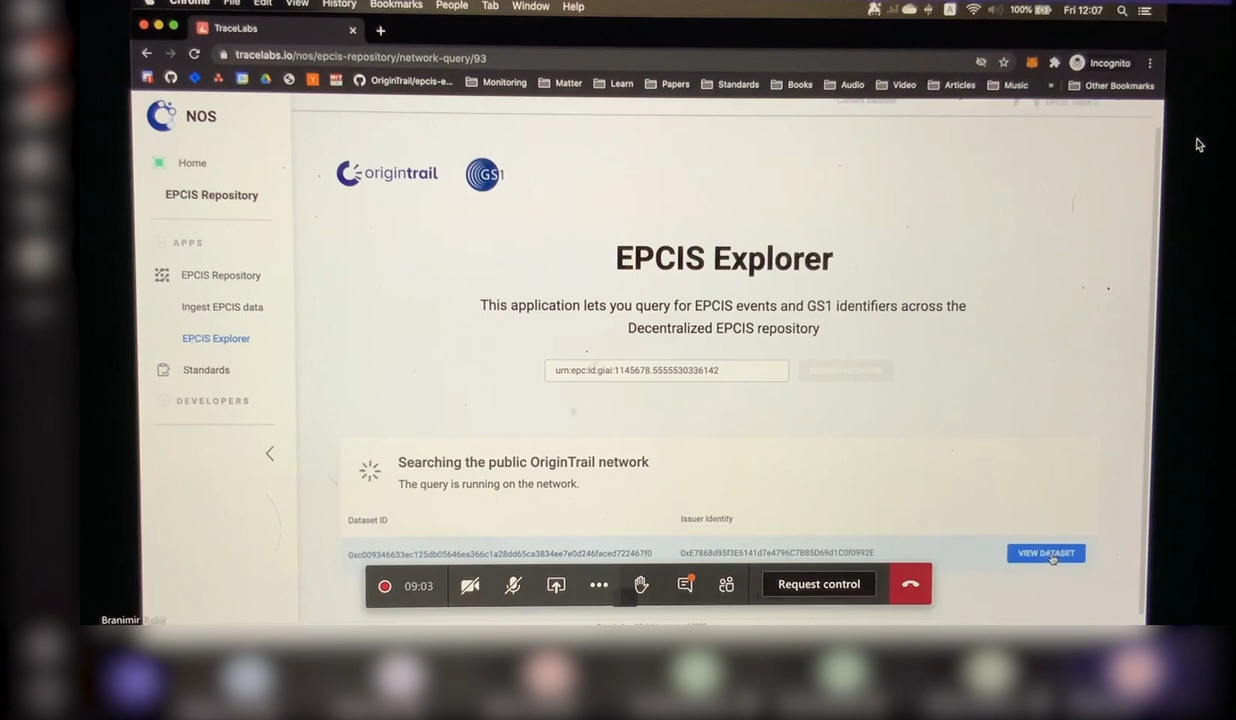 Chrome File Edit View History Bookmarks People Tab Window Help
100% Fri 12:07
TraceLabs
tracelabs.io/nos/epcis-repository/network-query/93
Incognito
OriginTrail/epcis-e... Monitoring Matter Learn Papers Standards Books Audio Video Articles Music » Other Bookmarks
NOS
Home
EPCIS Repository
APPS
EPCIS Repository
Ingest EPCIS data
EPCIS Explorer
Standards
DEVELOPERS
Current balance
origintrail
GS1
EPCIS Explorer
This application lets you query for EPCIS events and GS1 identifiers across the
Decentralized EPCIS repository
urn:epc:id:giai:1145678.5555530336142
Searching the public OriginTrail network
The query is running on the network.
Dataset ID
Issuer Identity
0xc009346633ec125db05646ea366c1a28dd65ca3834ee7e0d246faced722467f0
0xE7868d95f3E6141d7e4796C7B85D69d1C0f0992E
VIEW DATASET
09:03
Request control
Branimir